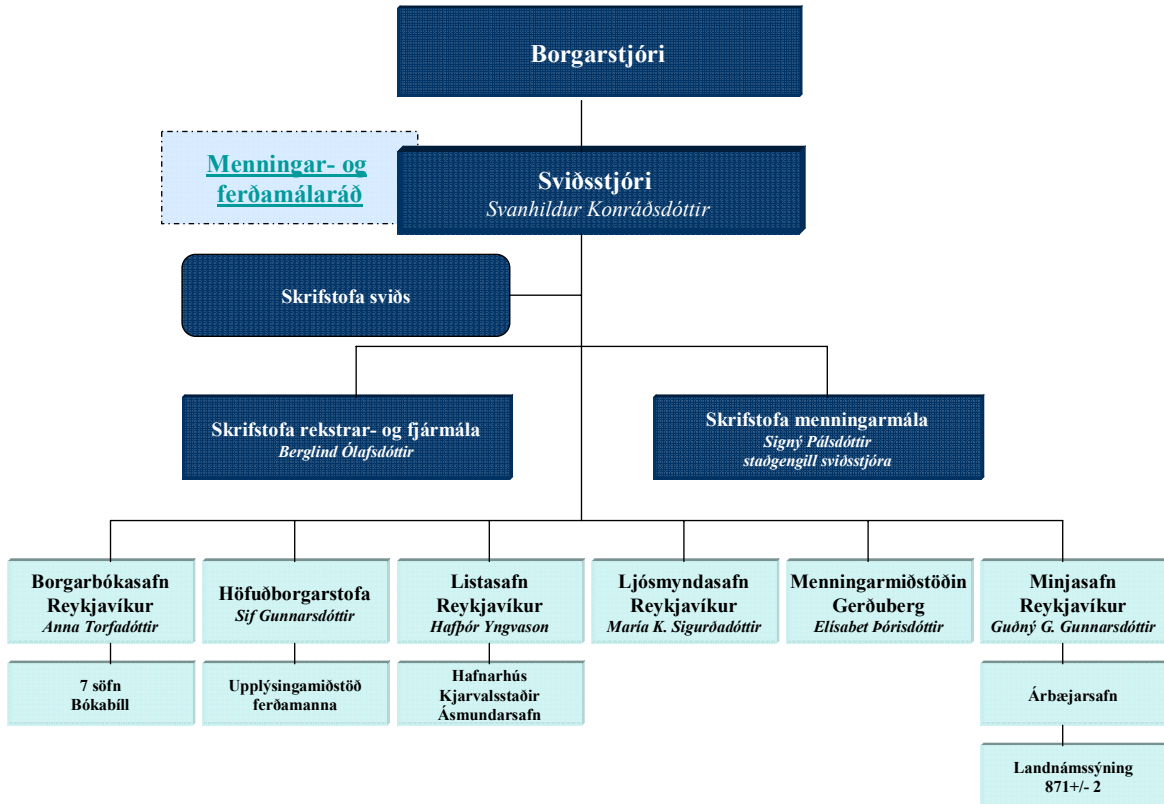 Borgarstjóri
Menningar- og
ferðamálaráð
Sviðsstjóri
Svanhildur Konráðsdóttir
Skrifstofa sviðs
Skrifstofa rekstrar- og fjármála
Berglind Ólafsdóttir
Skrifstofa menningarmála
Signý Pálsdóttir
staðgengill sviðsstjóra
Borgarbókasafn
Reykjavíkur
Anna Torfadóttir
Höfuðborgarstofa
Sif Gunnarsdóttir
Listasafn
Reykjavíkur
Hafþór Yngvason
Ljósmyndasafn
Reykjavíkur
María K. Sigurðadóttir
Menningarmiðstöðin
Gerðuberg
Elísabet Þórisdóttir
Minjasafn
Reykjavíkur
Guðný G. Gunnarsdóttir
7 söfn
Bókabíll
Upplýsingamiðstöð
ferðamanna
Hafnarhús
Kjarvalsstaðir
Ásmundarsafn
Árbæjarsafn
Landnámssýning
871+/- 2